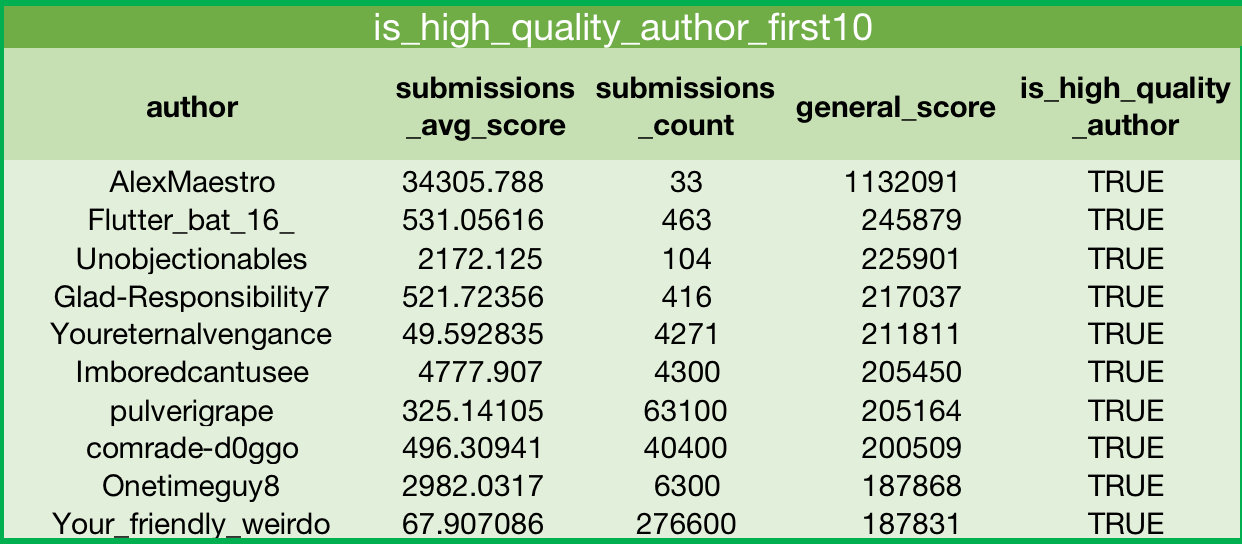 is_high_quality_author_first10
author submissions_avg_score submissions_count general_score is_high_quality_author
AlexMaestro 34305.788 33 1132091 TRUE
Flutter_bat_16_ 531.05616 463 245879 TRUE
Unobjectionables 2172.125 104 225901 TRUE
Glad-Responsibility7 521.72356 416 217037 TRUE
Youreternalvengance 49.592835 4271 211811 TRUE
Imboredcantusee 4777.907 4300 205450 TRUE
pulverigrape 325.14105 63100 205164 TRUE
comrade-d0ggo 496.30941 40400 200509 TRUE
Onetimeguy8 2982.0317 6300 187868 TRUE
Your_friendly_weirdo 67.907086 276600 187831 TRUE